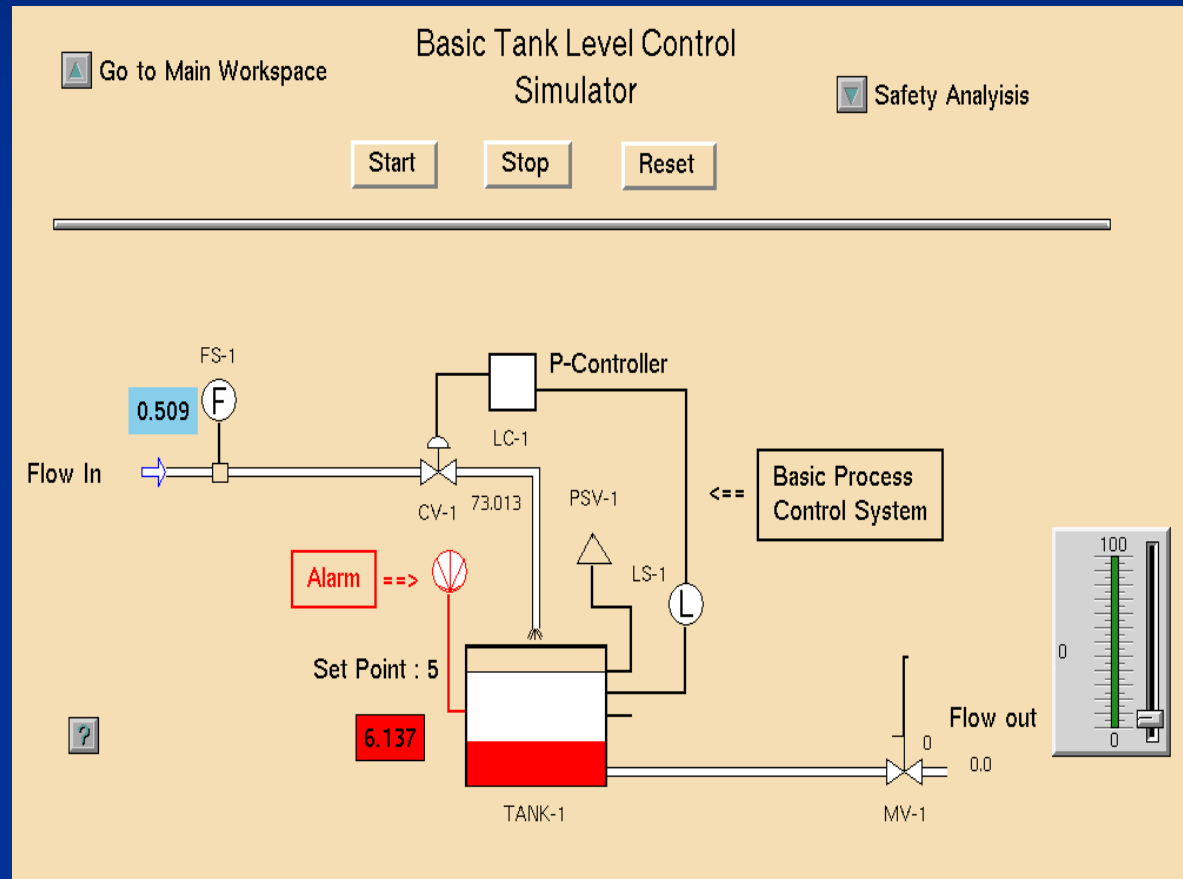 Basic Tank Level Control
Simulator
Go to Main Workspace
Safety Analyisis
Start
Stop
Reset
FS-1
F
0.509
P-Controller
LC-1
Flow In
CV-1
73.013
PSV-1
<==
Basic Process
Control System
Alarm
==>
LS-1
L
100
0
0
Set Point : 5
6.137
?
Flow out
0
0.0
TANK-1
MV-1